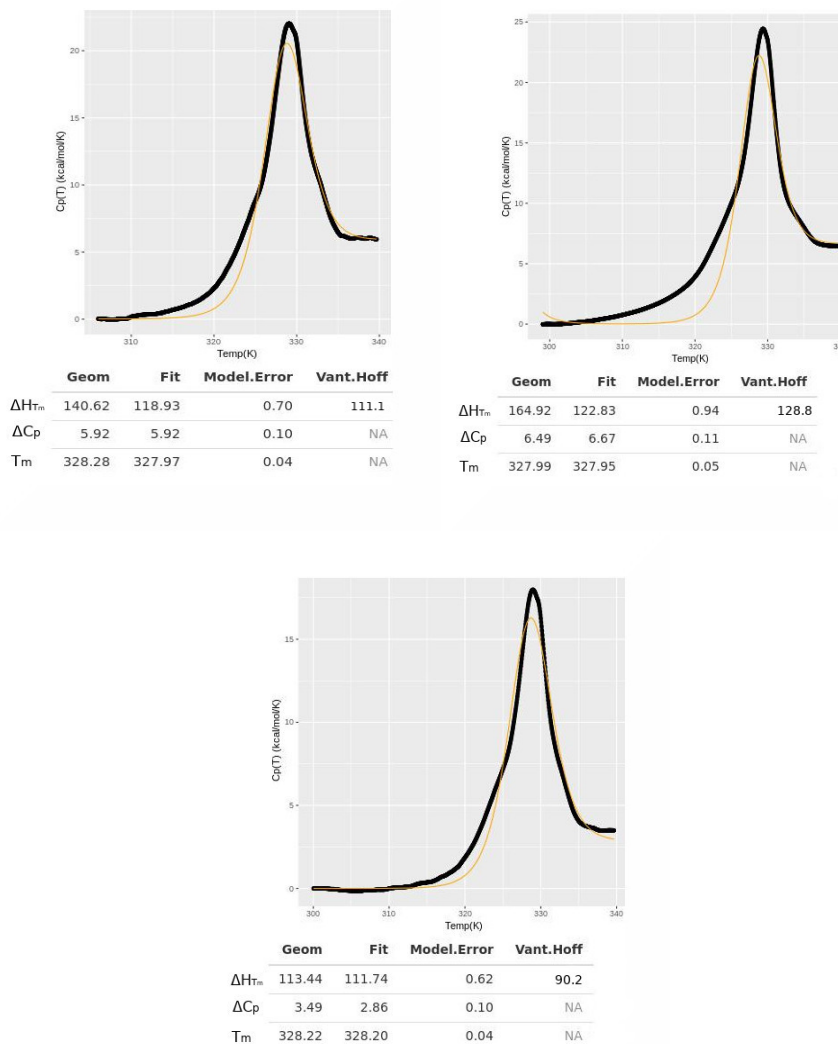 Cp(T) (kcal/mol/K)
20
15
10
5
0
310 320 330 340
Temp(K)
Geom Fit Model.Error Vant.Hoff
ΔHTm 140.62 118.93 0.70 111.1
ΔCp 5.92 5.92 0.10 NA
Tm 328.28 327.97 0.04 NA
Cp(T) (kcal/mol/K)
25
20
15
10
5
0
300 310 320 330
Temp(K)
Geom Fit Model.Error Vant.Hoff
ΔHTm 164.92 122.83 0.94 128.8
ΔCp 6.49 6.67 0.11 NA
Tm 327.99 327.95 0.05 NA
Cp(T) (kcal/mol/K)
15
10
5
0
300 310 320 330 340
Temp(K)
Geom Fit Model.Error Vant.Hoff
ΔHTm 113.44 111.74 0.62 90.2
ΔCp 3.49 2.86 0.10 NA
Tm 328.22 328.20 0.04 NA